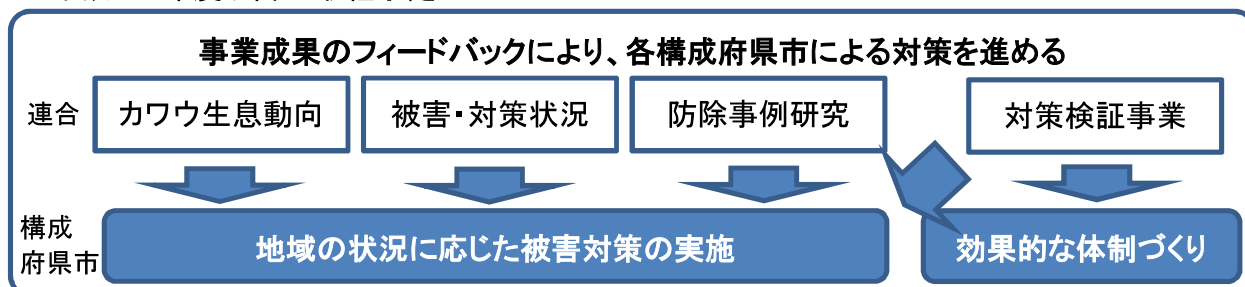 事業成果のフィードバックにより、各構成府県市による対策を進める
連合
カワウ生息動向
被害・対策状況
防除事例研究
対策検証事業
構成
府県市
地域の状況に応じた被害対策の実施
効果的な体制づくり